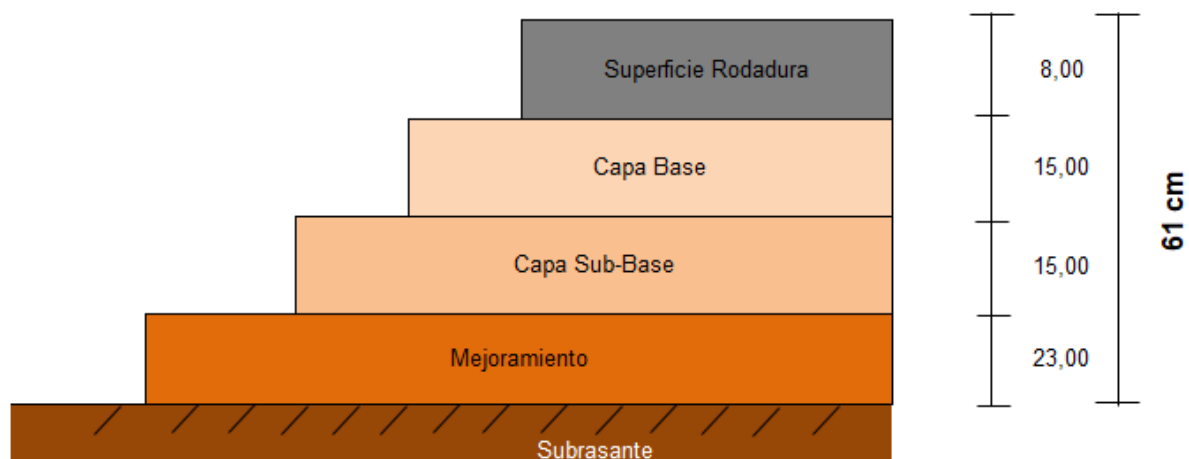 Superficie Rodadura
8,00
Capa Base
15,00
Capa Sub-Base
15,00
Mejoramiento
23,00
61 cm
Subrasante